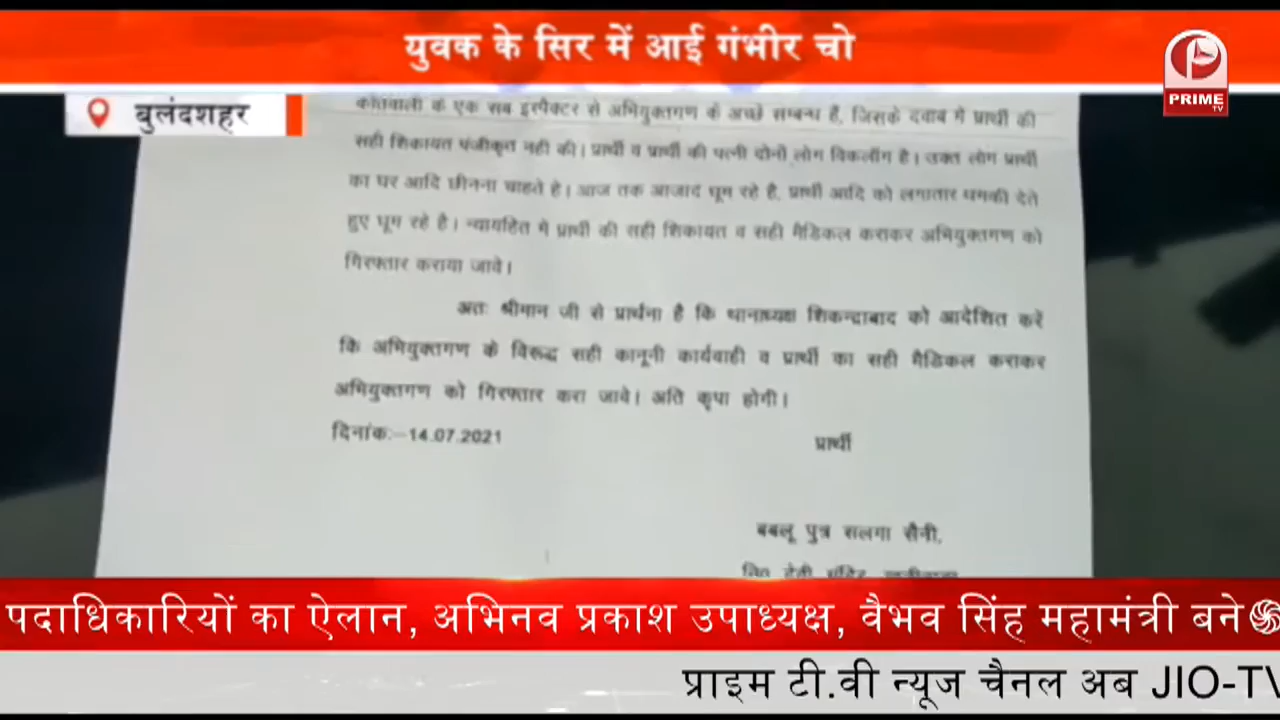 युवक के सिर में आई गंभीर चो
PRIME
TV
बुलंदशहर
कोतवाली के एक सब इंस्पैक्टर से अभियुक्तगण के अच्छे सम्बन्ध हैं, जिसके दवाब मे प्रार्थी की
सही शिकायत पंजीकृत नही की। प्रार्थी व प्रार्थी की पत्नी दोनों लोग विकलॉग है। उक्त लोग प्रार्थी
का घर आदि छीनना चाहते हे। आज तक आजाद घूम रहे है, प्रार्थी आदि को लगातार धमकी देते
हुए घूम रहे है। न्यायहित मे प्रार्थी की सही शिकायत व सही मैडिकल कराकर अभियुक्तगण को
गिरफ्तार कराया जावे।
अतः श्रीमान जी से प्रार्थना है कि थानाध्यक्ष शिकन्द्राबाद को आदेशित करें
कि अभियुक्तगण के विरूद्ध सही कानूनी कार्यवाही व प्रार्थी का सही मैडिकल कराकर
अभियुक्तगण को गिरफ्तार करा जावे। अति कृपा होगी।
दिनांकः–14.07.2021
प्रार्थी
बबलू पुत्र सलगा सैनी,
पदाधिकारियों का ऐलान, अभिनव प्रकाश उपाध्यक्ष, वैभव सिंह महामंत्री बने
प्राइम टी.वी न्यूज चैनल अब JIO-TV